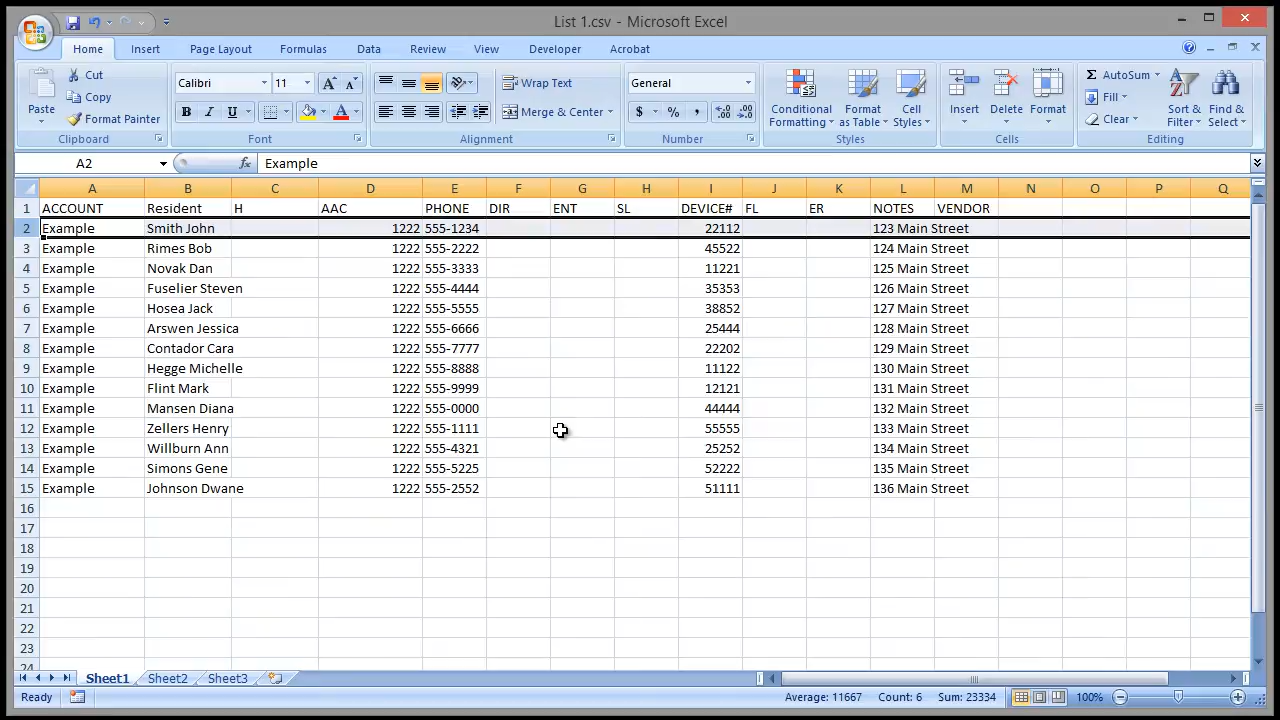 List 1.csv - Microsoft Excel
Home Insert Page Layout Formulas Data Review View Developer Acrobat
Paste Cut Copy Format Painter Clipboard
Calibri 11 A A B I U A Font
Wrap Text Merge & Center Alignment
General $ % , .0 .00 .00 .0 Number
Conditional Formatting Format as Table Cell Styles Styles
Insert Delete Format Cells
Σ AutoSum Fill Clear Sort & Filter Find & Select Editing
A2 fx Example
A B C D E F G H I J K L M N O P Q
1 ACCOUNT Resident H AAC PHONE DIR ENT SL DEVICE# FL ER NOTES VENDOR
2 Example Smith John 1222 555-1234 22112 123 Main Street
3 Example Rimes Bob 1222 555-2222 45522 124 Main Street
4 Example Novak Dan 1222 555-3333 11221 125 Main Street
5 Example Fuselier Steven 1222 555-4444 35353 126 Main Street
6 Example Hosea Jack 1222 555-5555 38852 127 Main Street
7 Example Arswen Jessica 1222 555-6666 25444 128 Main Street
8 Example Contador Cara 1222 555-7777 22202 129 Main Street
9 Example Hegge Michelle 1222 555-8888 11122 130 Main Street
10 Example Flint Mark 1222 555-9999 12121 131 Main Street
11 Example Mansen Diana 1222 555-0000 44444 132 Main Street
12 Example Zellers Henry 1222 555-1111 55555 133 Main Street
13 Example Willburn Ann 1222 555-4321 25252 134 Main Street
14 Example Simons Gene 1222 555-5225 52222 135 Main Street
15 Example Johnson Dwane 1222 555-2552 51111 136 Main Street
16
17
18
19
20
21
22
23
24
Sheet1 Sheet2 Sheet3
Ready Average: 11667 Count: 6 Sum: 23334 100%